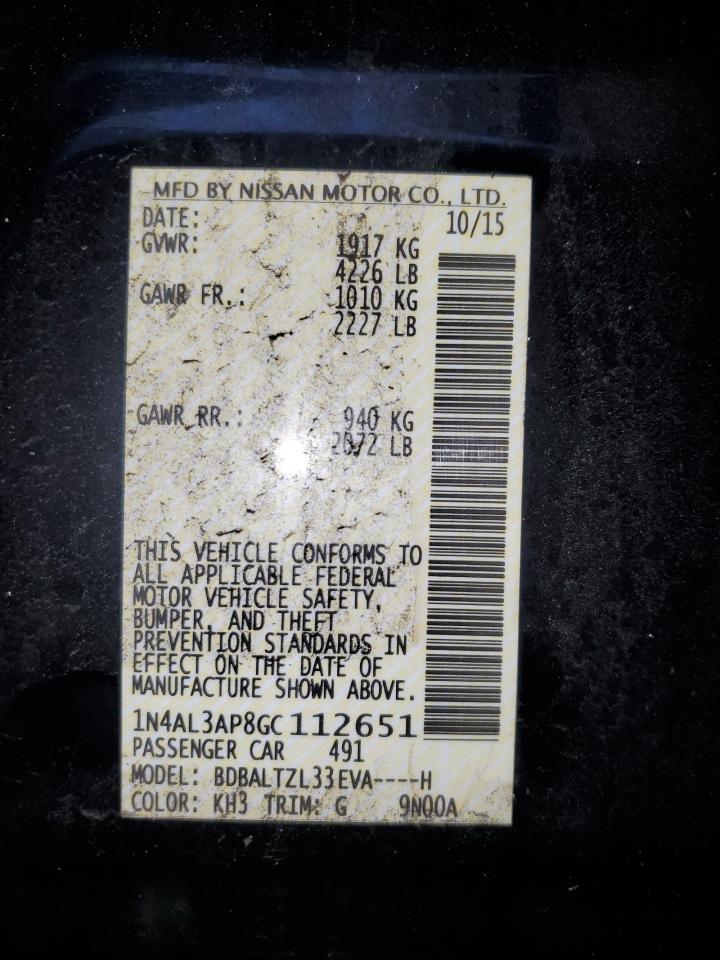 MFD BY NISSAN MOTOR CO., LTD.
DATE: 10/15
GVWR: 1917 KG
4226 LB
GAWR FR.: 1010 KG
2227 LB
GAWR RR.: 940 KG
2072 LB
THIS VEHICLE CONFORMS TO
ALL APPLICABLE FEDERAL
MOTOR VEHICLE SAFETY,
BUMPER, AND THEFT
PREVENTION STANDARDS IN
EFFECT ON THE DATE OF
MANUFACTURE SHOWN ABOVE.
1N4AL3AP8GC112651
PASSENGER CAR 491
MODEL: BDBALTZL33EVA----H
COLOR: KH3 TRIM: G 9N00A